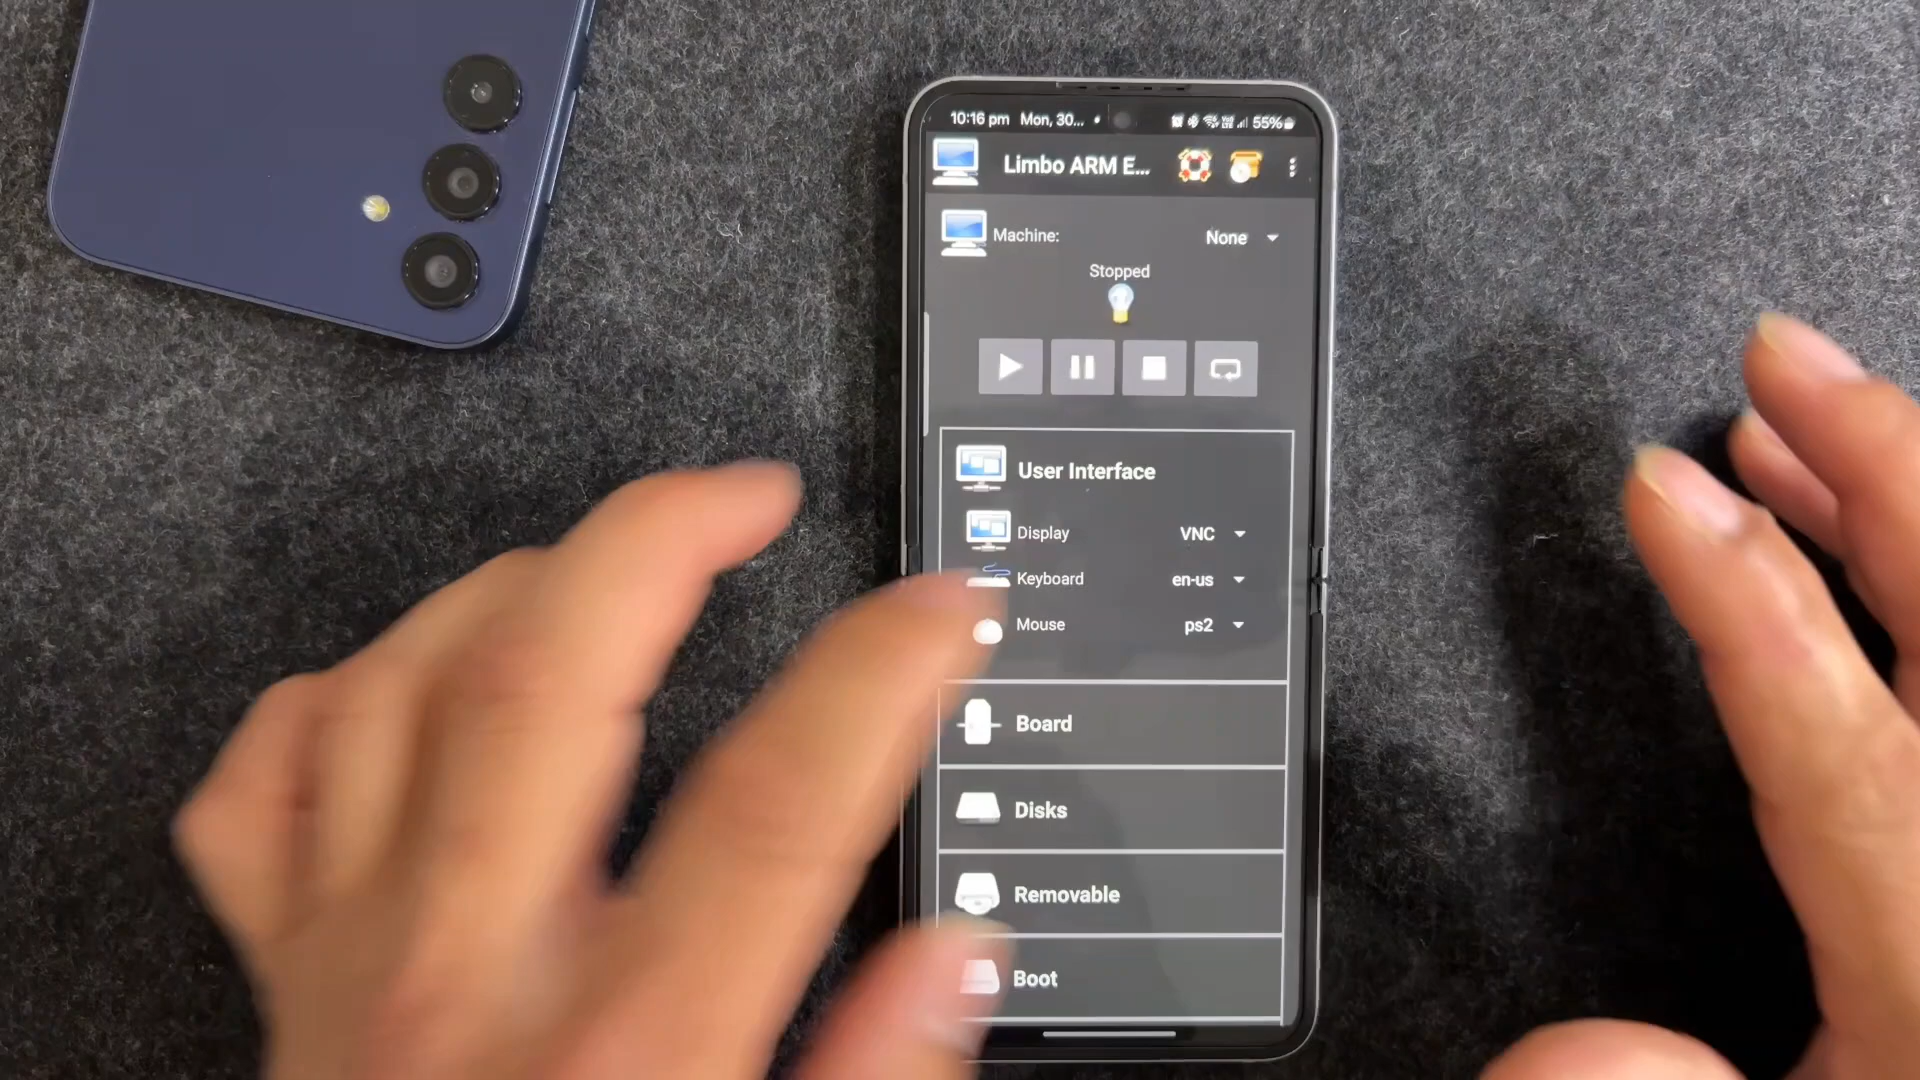 10:16 pm Mon, 30... • 55%
Limbo ARM E...
Machine: None
Stopped
User Interface
Display VNC
Keyboard en-us
Mouse ps2
Board
Disks
Removable
Boot